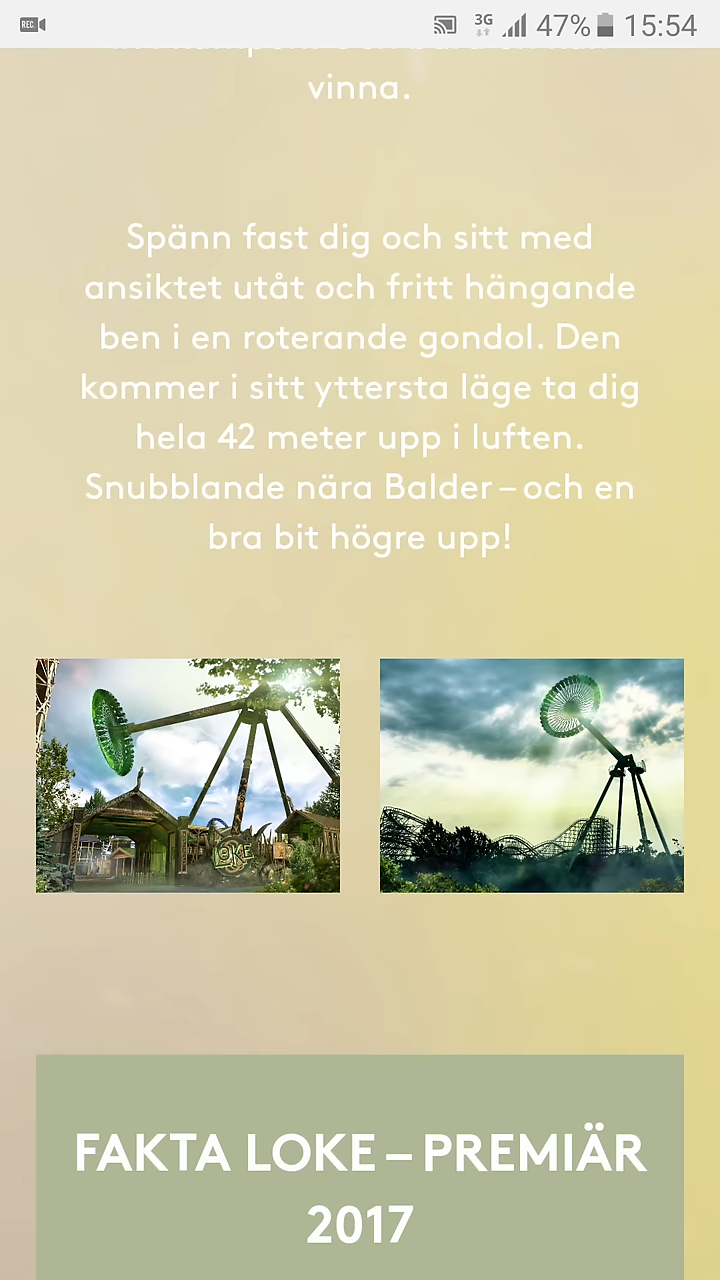 REC
3G
47%
15:54
vinna.
Spänn fast dig och sitt med
ansiktet utåt och fritt hängande
ben i en roterande gondol. Den
kommer i sitt yttersta läge ta dig
hela 42 meter upp i luften.
Snubblande nära Balder – och en
bra bit högre upp!
LOKE
FAKTA LOKE – PREMIÄR
2017